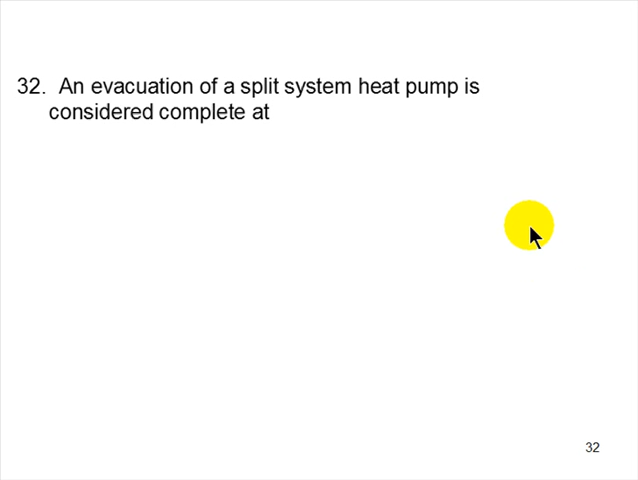 32. An evacuation of a split system heat pump is
considered complete at
32